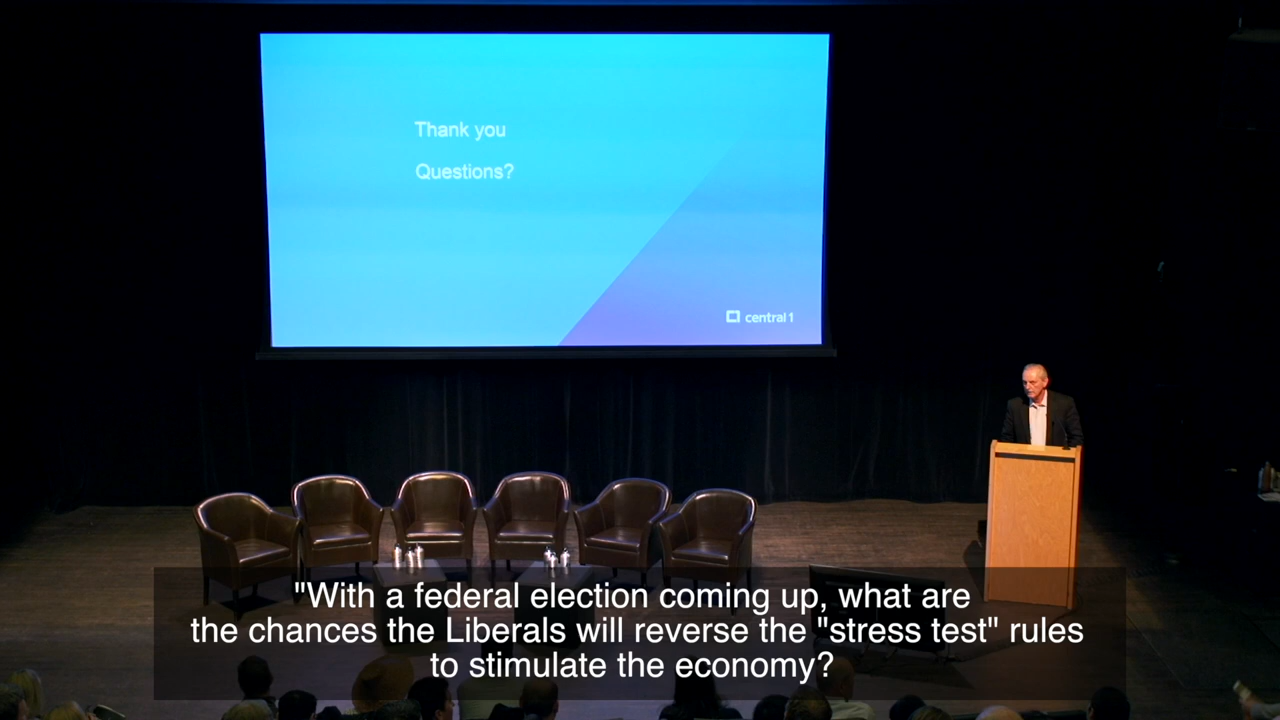 Thank you
Questions?
central 1
"With a federal election coming up, what are
the chances the Liberals will reverse the "stress test" rules
to stimulate the economy?